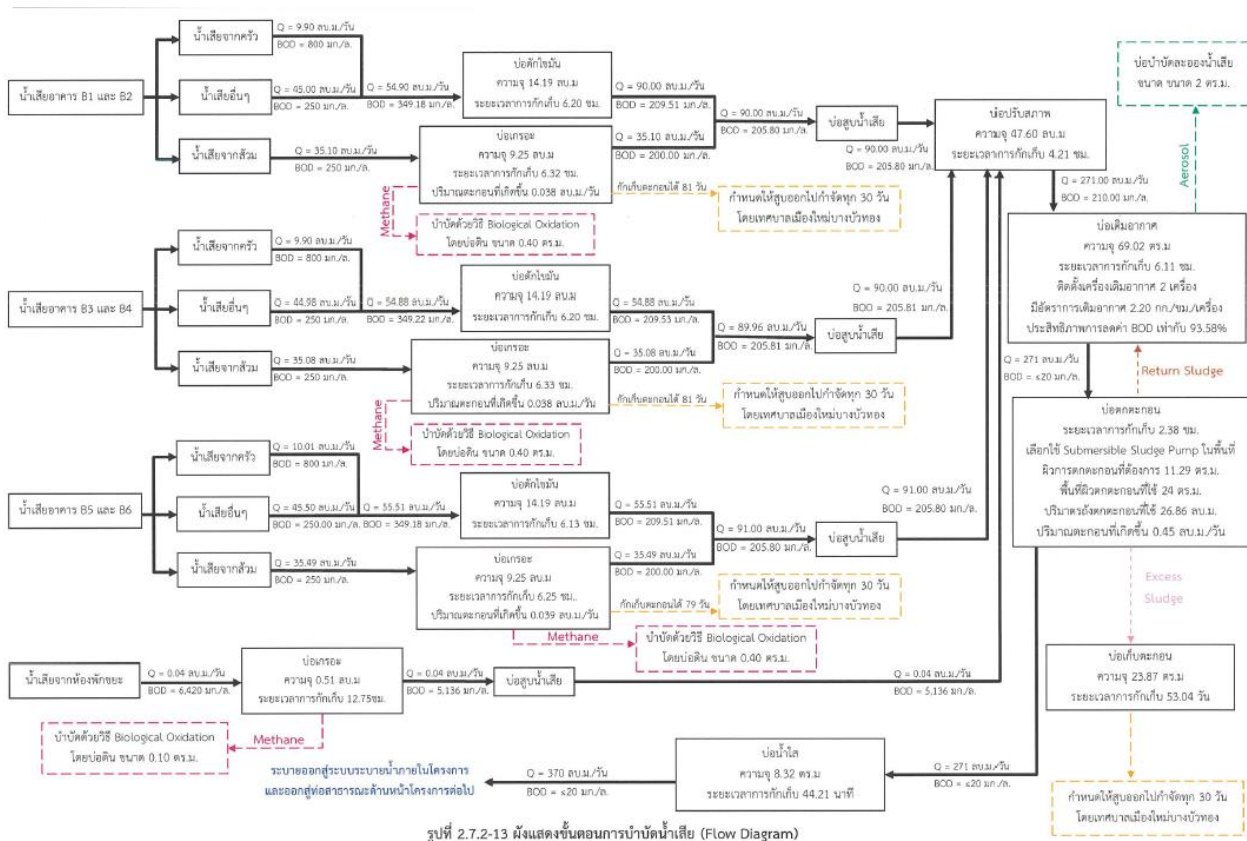 น้ำเสียอาคาร B1 และ B2
น้ำเสียจากครัว
Q = 9.90 ลบ.ม./วัน
BOD = 800 มก./ล.
น้ำเสียอื่นๆ
Q = 45.00 ลบ.ม./วัน
BOD = 250 มก./ล.
Q = 54.90 ลบ.ม./วัน
BOD = 349.18 มก./ล.
น้ำเสียจากส้วม
Q = 35.10 ลบ.ม./วัน
BOD = 250 มก./ล.
บ่อดักไขมัน
ความจุ 14.19 ลบ.ม
ระยะเวลาการกักเก็บ 6.20 ชม.
Q = 90.00 ลบ.ม./วัน
BOD = 209.51 มก./ล.
บ่อเกรอะ
ความจุ 9.25 ลบ.ม
ระยะเวลาการกักเก็บ 6.32 ชม.
ปริมาณตะกอนที่เกิดขึ้น 0.038 ลบ.ม/วัน
Q = 35.10 ลบ.ม./วัน
BOD = 200.00 มก./ล.
Q = 90.00 ลบ.ม./วัน
BOD = 205.80 มก./ล.
บ่อสูบน้ำเสีย
Q = 90.00 ลบ.ม./วัน
BOD = 205.80 มก./ล.
กักเก็บตะกอนได้ 81 วัน
กำหนดให้สูบออกไปกำจัดทุก 30 วัน
โดยเทศบาลเมืองใหม่บางบัวทอง
Methane
บำบัดด้วยวิธี Biological Oxidation
โดยบ่อดิน ขนาด 0.40 ตร.ม.
น้ำเสียอาคาร B3 และ B4
น้ำเสียจากครัว
Q = 9.90 ลบ.ม./วัน
BOD = 800 มก./ล.
น้ำเสียอื่นๆ
Q = 44.98 ลบ.ม./วัน
BOD = 250 มก./ล.
Q = 54.88 ลบ.ม./วัน
BOD = 349.22 มก./ล.
น้ำเสียจากส้วม
Q = 35.08 ลบ.ม./วัน
BOD = 250 มก./ล.
บ่อดักไขมัน
ความจุ 14.19 ลบ.ม
ระยะเวลาการกักเก็บ 6.20 ชม.
Q = 54.88 ลบ.ม./วัน
BOD = 209.53 มก./ล.
บ่อเกรอะ
ความจุ 9.25 ลบ.ม
ระยะเวลาการกักเก็บ 6.33 ชม.
ปริมาณตะกอนที่เกิดขึ้น 0.038 ลบ.ม/วัน
Q = 35.08 ลบ.ม./วัน
BOD = 200.00 มก./ล.
Q = 89.96 ลบ.ม./วัน
BOD = 205.81 มก./ล.
บ่อสูบน้ำเสีย
Q = 90.00 ลบ.ม./วัน
BOD = 205.81 มก./ล.
กักเก็บตะกอนได้ 81 วัน
กำหนดให้สูบออกไปกำจัดทุก 30 วัน
โดยเทศบาลเมืองใหม่บางบัวทอง
Methane
บำบัดด้วยวิธี Biological Oxidation
โดยบ่อดิน ขนาด 0.40 ตร.ม.
น้ำเสียอาคาร B5 และ B6
น้ำเสียจากครัว
Q = 10.01 ลบ.ม./วัน
BOD = 800 มก./ล.
น้ำเสียอื่นๆ
Q = 45.50 ลบ.ม./วัน
BOD = 250.00 มก./ล.
Q = 55.51 ลบ.ม./วัน
BOD = 349.18 มก./ล.
น้ำเสียจากส้วม
Q = 35.49 ลบ.ม./วัน
BOD = 250 มก./ล.
บ่อดักไขมัน
ความจุ 14.19 ลบ.ม
ระยะเวลาการกักเก็บ 6.13 ชม.
Q = 55.51 ลบ.ม./วัน
BOD = 209.51 มก./ล.
บ่อเกรอะ
ความจุ 9.25 ลบ.ม
ระยะเวลาการกักเก็บ 6.25 ชม..
ปริมาณตะกอนที่เกิดขึ้น 0.039 ลบ.ม/วัน
Q = 35.49 ลบ.ม./วัน
BOD = 200.00 มก./ล.
Q = 91.00 ลบ.ม./วัน
BOD = 205.80 มก./ล.
บ่อสูบน้ำเสีย
Q = 91.00 ลบ.ม./วัน
BOD = 205.80 มก./ล.
กักเก็บตะกอนได้ 79 วัน
กำหนดให้สูบออกไปกำจัดทุก 30 วัน
โดยเทศบาลเมืองใหม่บางบัวทอง
Methane
บำบัดด้วยวิธี Biological Oxidation
โดยบ่อดิน ขนาด 0.40 ตร.ม.
น้ำเสียจากห้องพักขยะ
Q = 0.04 ลบ.ม./วัน
BOD = 6,420 มก./ล.
บ่อเกรอะ
ความจุ 0.51 ลบ.ม
ระยะเวลาการกักเก็บ 12.75ชม.
Q = 0.04 ลบ.ม./วัน
BOD = 5,136 มก./ล.
บ่อสูบน้ำเสีย
Q = 0.04 ลบ.ม./วัน
BOD = 5,136 มก./ล.
Methane
บำบัดด้วยวิธี Biological Oxidation
โดยบ่อดิน ขนาด 0.10 ตร.ม.
บ่อปรับสภาพ
ความจุ 47.60 ลบ.ม
ระยะเวลาการกักเก็บ 4.21 ชม.
Q = 271.00 ลบ.ม./วัน
BOD = 210.00 มก./ล.
บ่อบำบัดละอองน้ำเสีย
ขนาด ขนาด 2 ตร.ม.
Aerosol
บ่อเติมอากาศ
ความจุ 69.02 ตร.ม
ระยะเวลาการกักเก็บ 6.11 ชม.
ติดตั้งเครื่องเติมอากาศ 2 เครื่อง
มีอัตราการเติมอากาศ 2.20 กก./ชม/เครื่อง
ประสิทธิภาพการลดค่า BOD เท่ากับ 93.58%
Q = 271 ลบ.ม./วัน
BOD = ≤20 มก./ล.
Return Sludge
บ่อตกตะกอน
ระยะเวลาการกักเก็บ 2.38 ชม.
เลือกใช้ Submersible Sludge Pump ในพื้นที่
ผิวการตกตะกอนที่ต้องการ 11.29 ตร.ม.
พื้นที่ผิวตกตะกอนที่ใช้ 24 ตร.ม.
ปริมาตรถังตกตะกอนที่ใช้ 26.86 ลบ.ม.
ปริมาณตะกอนที่เกิดขึ้น 0.45 ลบ.ม./วัน
Excess
Sludge
บ่อเก็บตะกอน
ความจุ 23.87 ตร.ม
ระยะเวลาการกักเก็บ 53.04 วัน
กำหนดให้สูบออกไปกำจัดทุก 30 วัน
โดยเทศบาลเมืองใหม่บางบัวทอง
Q = 271 ลบ.ม./วัน
BOD = ≤20 มก./ล.
บ่อน้ำใส
ความจุ 8.32 ตร.ม
ระยะเวลาการกักเก็บ 44.21 นาที
Q = 370 ลบ.ม./วัน
BOD = ≤20 มก./ล.
ระบายออกสู่ระบบระบายน้ำภายในโครงการ
และออกสู่ท่อสาธารณะด้านหน้าโครงการต่อไป
รูปที่ 2.7.2-13 ผังแสดงขั้นตอนการบำบัดน้ำเสีย (Flow Diagram)